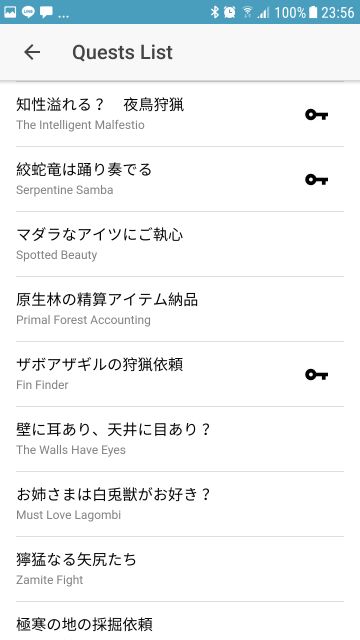 100% 23:56
Quests List
知性溢れる？　夜鳥狩猟
The Intelligent Malfestio
絞蛇竜は踊り奏でる
Serpentine Samba
マダラなアイツにご執心
Spotted Beauty
原生林の精算アイテム納品
Primal Forest Accounting
ザボアザギルの狩猟依頼
Fin Finder
壁に耳あり、天井に目あり？
The Walls Have Eyes
お姉さまは白兎獣がお好き？
Must Love Lagombi
獰猛なる矢尻たち
Zamite Fight
極寒の地の採掘依頼